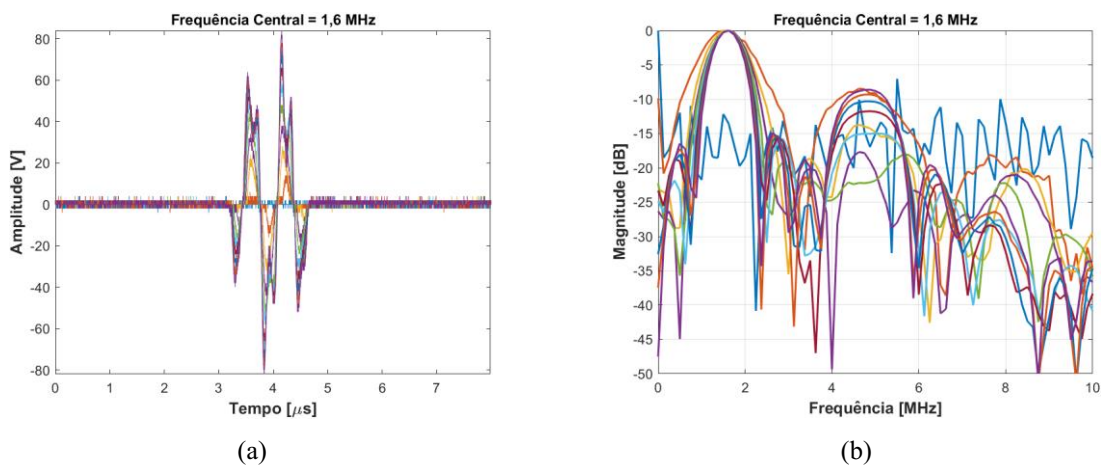 Frequência Central = 1,6 MHz
80
60
40
20
0
-20
-40
-60
-80
Amplitude [V]
0 1 2 3 4 5 6 7
Tempo [μs]
(a)
Frequência Central = 1,6 MHz
0
-5
-10
-15
-20
-25
-30
-35
-40
-45
-50
Magnitude [dB]
0 2 4 6 8 10
Frequência [MHz]
(b)